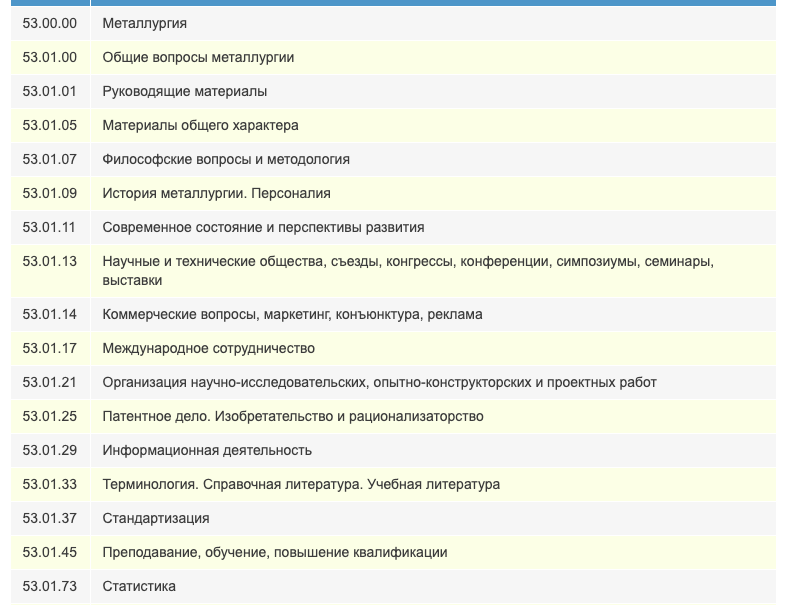 53.00.00 Металлургия
53.01.00 Общие вопросы металлургии
53.01.01 Руководящие материалы
53.01.05 Материалы общего характера
53.01.07 Философские вопросы и методология
53.01.09 История металлургии. Персоналия
53.01.11 Современное состояние и перспективы развития
53.01.13 Научные и технические общества, съезды, конгрессы, конференции, симпозиумы, семинары,
выставки
53.01.14 Коммерческие вопросы, маркетинг, конъюнктура, реклама
53.01.17 Международное сотрудничество
53.01.21 Организация научно-исследовательских, опытно-конструкторских и проектных работ
53.01.25 Патентное дело. Изобретательство и рационализаторство
53.01.29 Информационная деятельность
53.01.33 Терминология. Справочная литература. Учебная литература
53.01.37 Стандартизация
53.01.45 Преподавание, обучение, повышение квалификации
53.01.73 Статистика